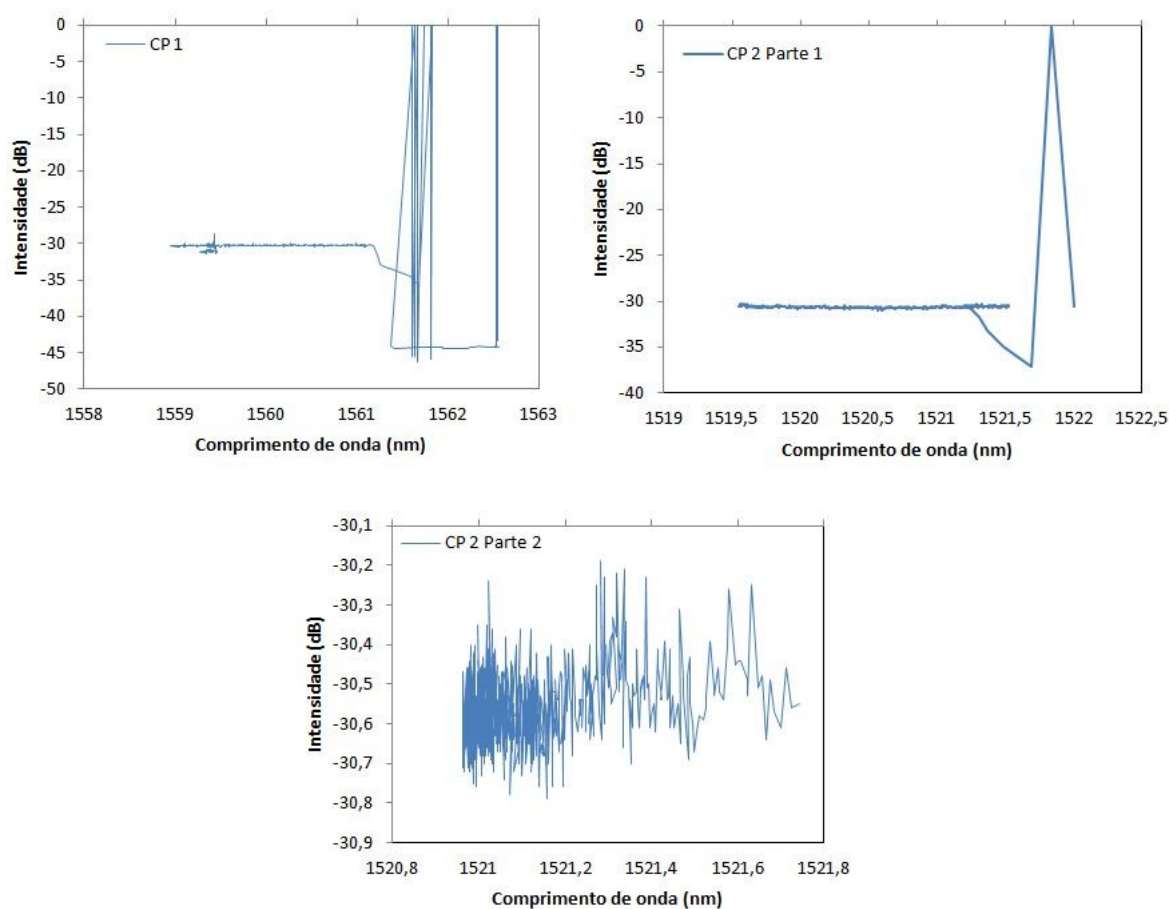 CP 1
0
-5
-10
-15
-20
-25
-30
-35
-40
-45
-50
Intensidade (dB)
1558 1559 1560 1561 1562 1563
Comprimento de onda (nm)
CP 2 Parte 1
0
-5
-10
-15
-20
-25
-30
-35
-40
Intensidade (dB)
1519 1519,5 1520 1520,5 1521 1521,5 1522 1522,5
Comprimento de onda (nm)
CP 2 Parte 2
-30,1
-30,2
-30,3
-30,4
-30,5
-30,6
-30,7
-30,8
-30,9
Intensidade (dB)
1520,8 1521 1521,2 1521,4 1521,6 1521,8
Comprimento de onda (nm)